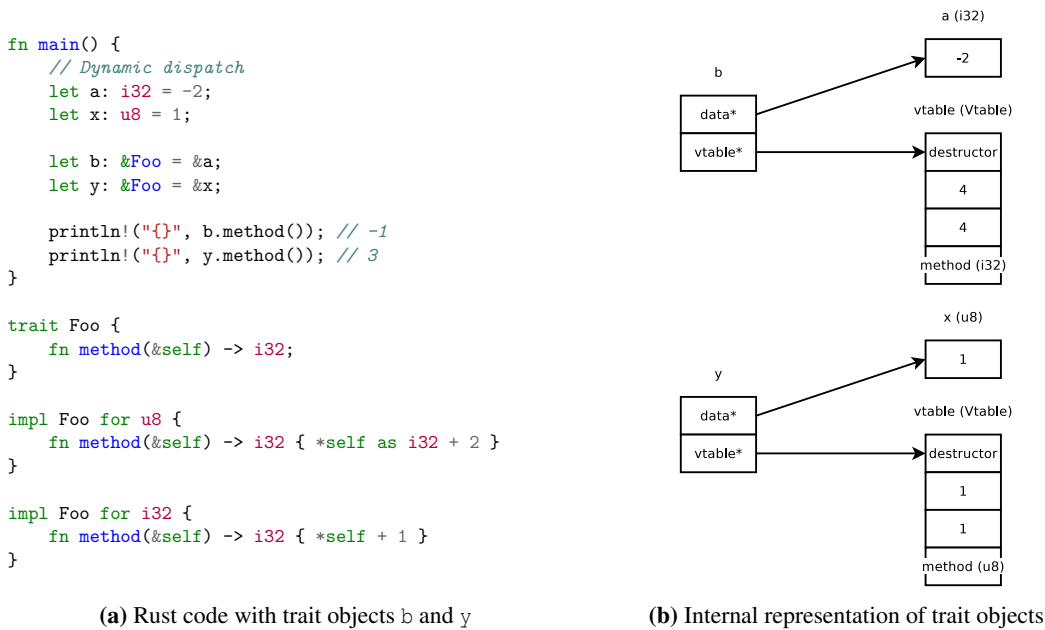 fn main() {
    // Dynamic dispatch
    let a: i32 = -2;
    let x: u8 = 1;

    let b: &Foo = &a;
    let y: &Foo = &x;

    println!("{}", b.method()); // -1
    println!("{}", y.method()); // 3
}

trait Foo {
    fn method(&self) -> i32;
}

impl Foo for u8 {
    fn method(&self) -> i32 { *self as i32 + 2 }
}

impl Foo for i32 {
    fn method(&self) -> i32 { *self + 1 }
}
(a) Rust code with trait objects b and y
a (i32)
-2
b
data*
vtable*
vtable (Vtable)
destructor
4
4
method (i32)
x (u8)
1
y
data*
vtable*
vtable (Vtable)
destructor
1
1
method (u8)
(b) Internal representation of trait objects